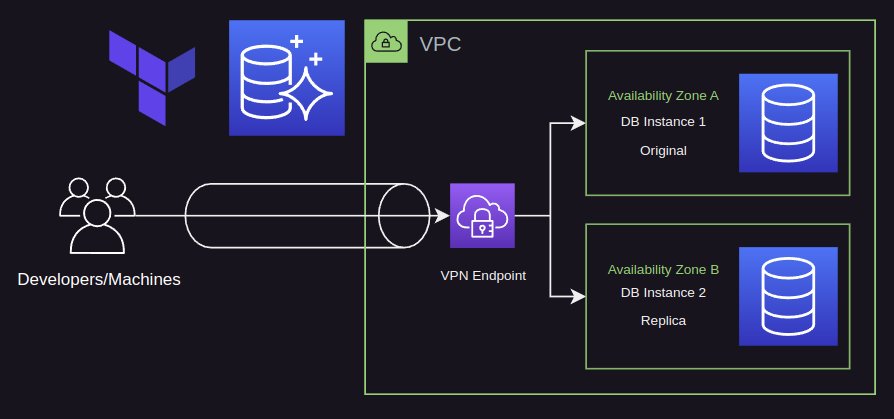 VPC
Availability Zone A
DB Instance 1
Original
Developers/Machines
VPN Endpoint
Availability Zone B
DB Instance 2
Replica